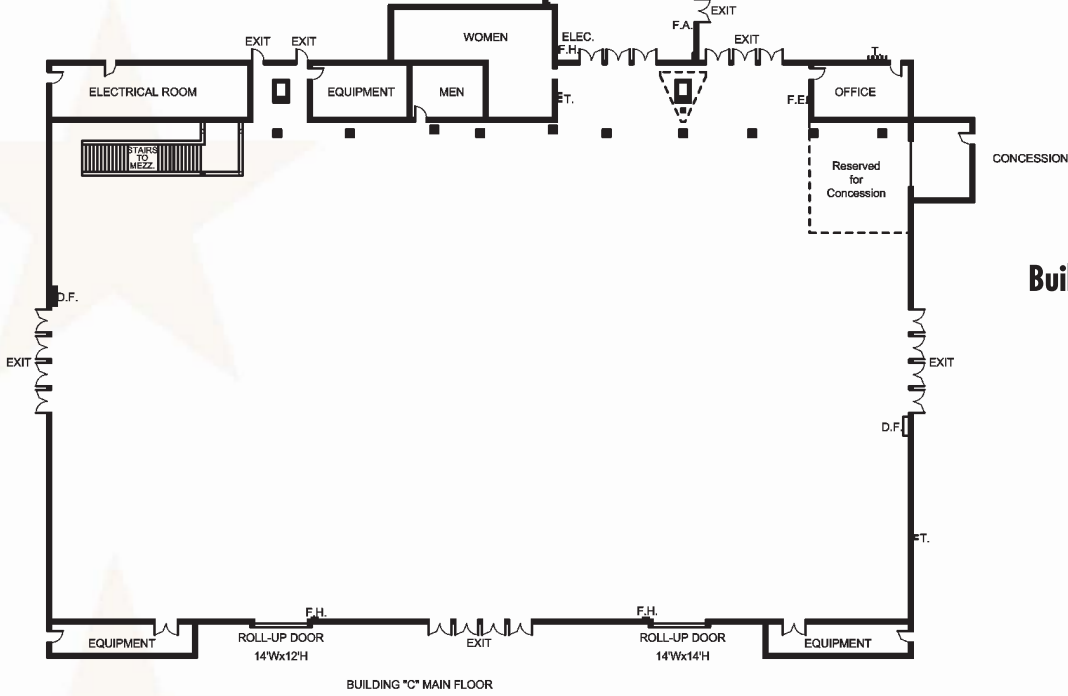 EXIT
F.A.
WOMEN
ELEC.
F.H.
EXIT
EXIT
EXIT
T.
ELECTRICAL ROOM
EQUIPMENT
MEN
T.
F.E.
OFFICE
STAIRS
TO
MEZZ.
CONCESSION
Reserved
for
Concession
D.F.
EXIT
EXIT
D.F.
T.
F.H.
F.H.
EQUIPMENT
ROLL-UP DOOR
14'Wx12'H
EXIT
ROLL-UP DOOR
14'Wx14'H
EQUIPMENT
BUILDING "C" MAIN FLOOR